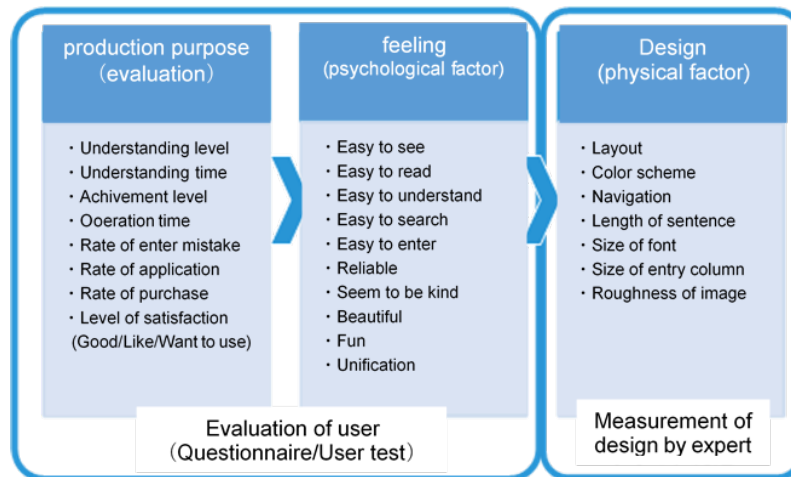 production purpose
（evaluation）
・Understanding level
・Understanding time
・Achivement level
・Ooeration time
・Rate of enter mistake
・Rate of application
・Rate of purchase
・Level of satisfaction
(Good/Like/Want to use)
feeling
(psychological factor)
・Easy to see
・Easy to read
・Easy to understand
・Easy to search
・Easy to enter
・Reliable
・Seem to be kind
・Beautiful
・Fun
・Unification
Design
(physical factor)
・Layout
・Color scheme
・Navigation
・Length of sentence
・Size of font
・Size of entry column
・Roughness of image
Evaluation of user
（Questionnaire/User test）
Measurement of
design by expert